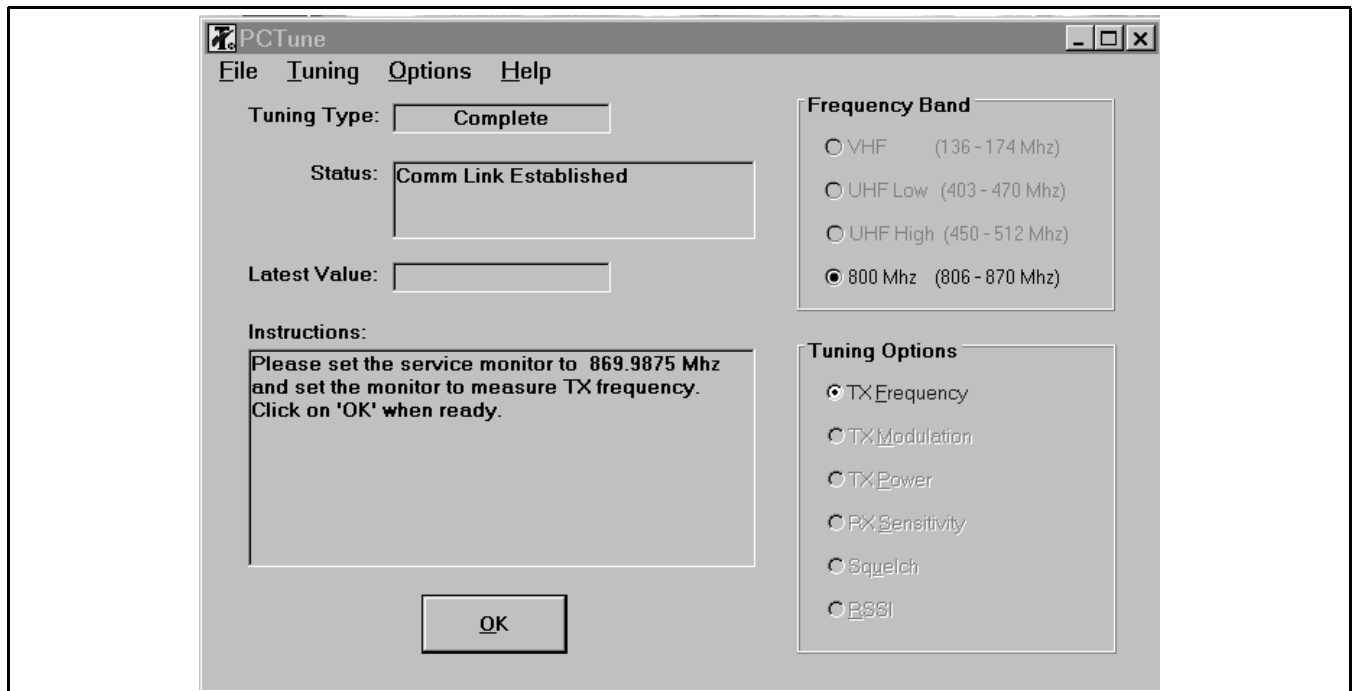 PCTune
File Tuning Options Help
Tuning Type: Complete
Status: Comm Link Established
Latest Value:
Instructions:
Please set the service monitor to 869.9875 Mhz
and set the monitor to measure TX frequency.
Click on 'OK' when ready.
OK
Frequency Band
VHF (136 - 174 Mhz)
UHF Low (403 - 470 Mhz)
UHF High (450 - 512 Mhz)
800 Mhz (806 - 870 Mhz)
Tuning Options
TX Frequency
TX Modulation
TX Power
RX Sensitivity
Squelch
RSSI